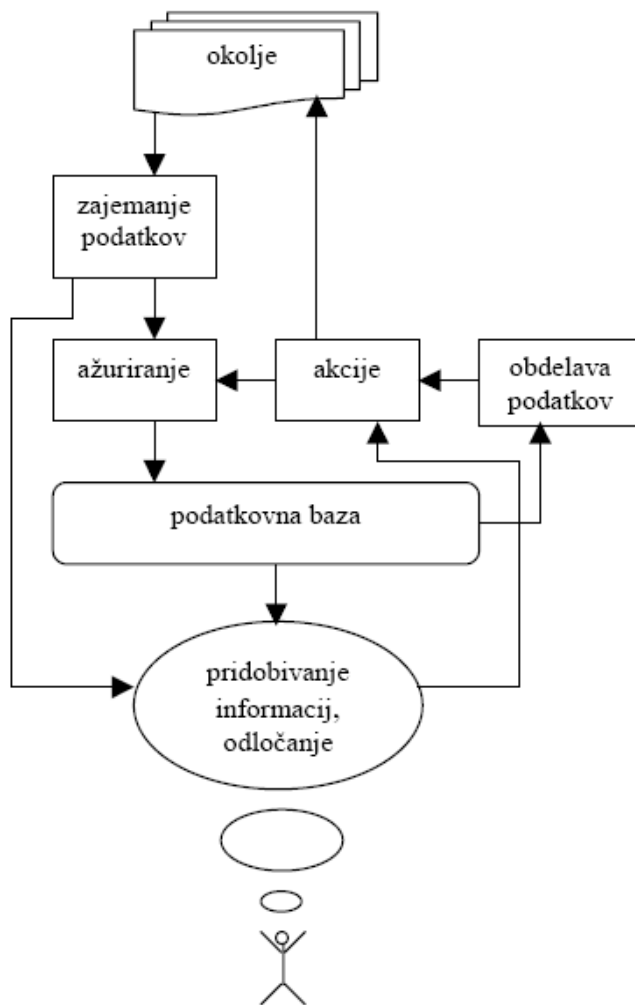 okolje
zajemanje
podatkov
ažuriranje
akcije
obdelava
podatkov
podatkovna baza
pridobivanje
informacij,
odločanje